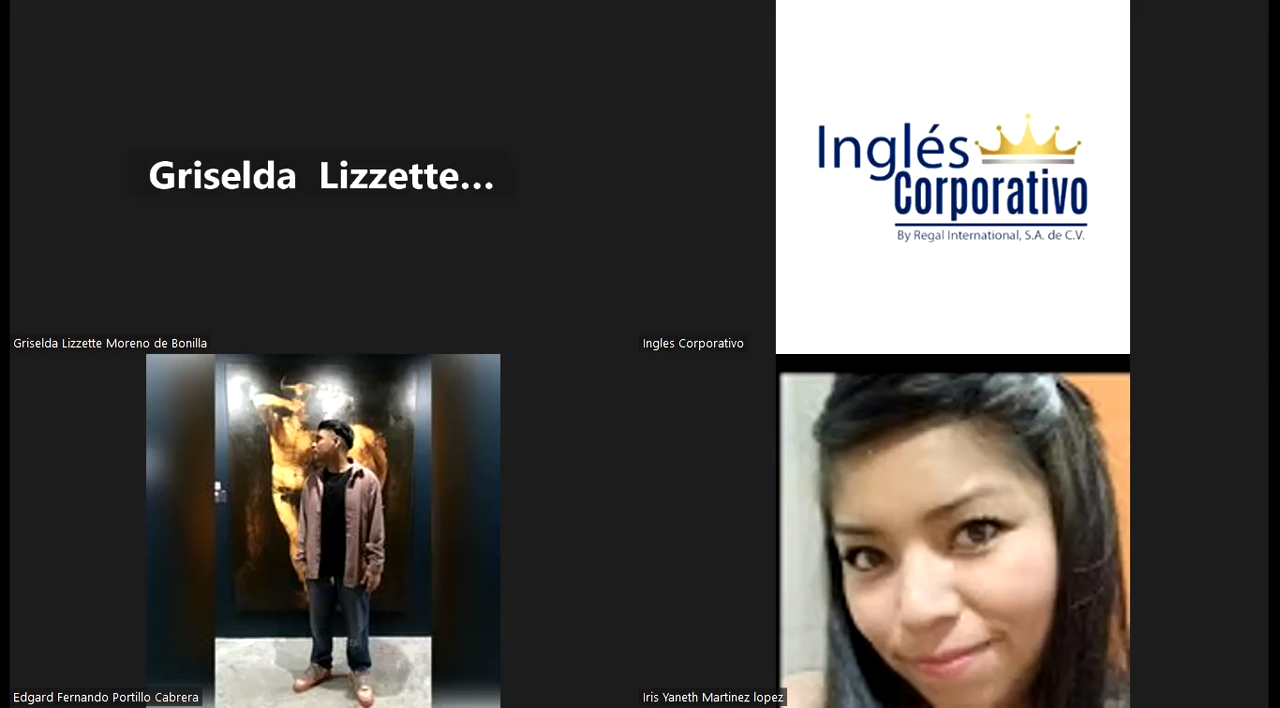 Griselda Lizzette...
Inglés
Corporativo
By Regal International, S.A. de C.V.
Griselda Lizzette Moreno de Bonilla
Ingles Corporativo
Edgard Fernando Portillo Cabrera
Iris Yaneth Martinez lopez